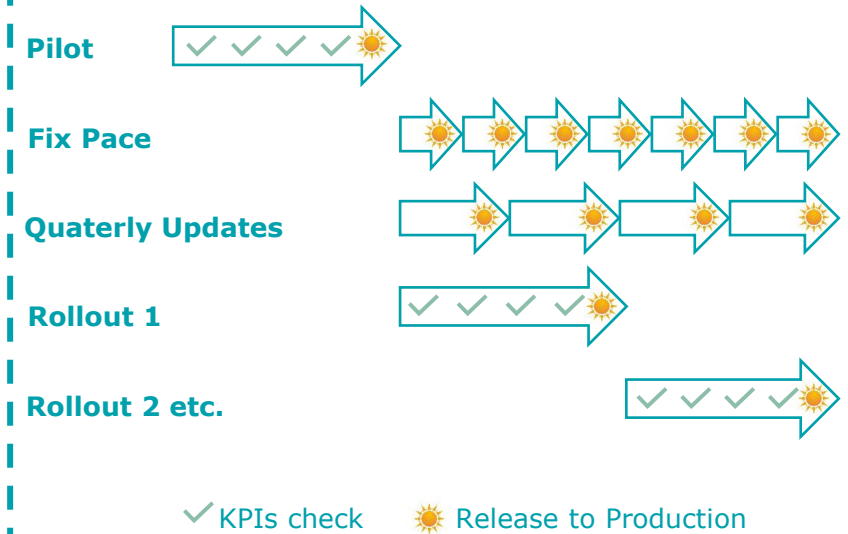 Pilot
Fix Pace
Quaterly Updates
Rollout 1
Rollout 2 etc.
KPIs check
Release to Production